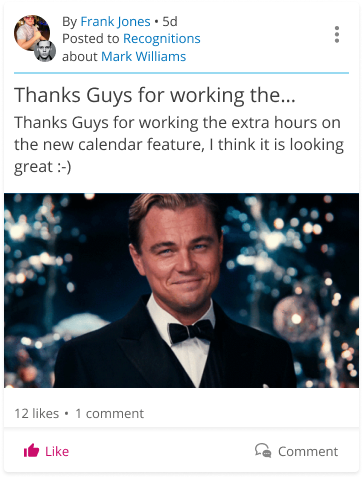 By Frank Jones • 5d
Posted to Recognitions
about Mark Williams
Thanks Guys for working the...
Thanks Guys for working the extra hours on
the new calendar feature, I think it is looking
great :-)
12 likes • 1 comment
Like
Comment